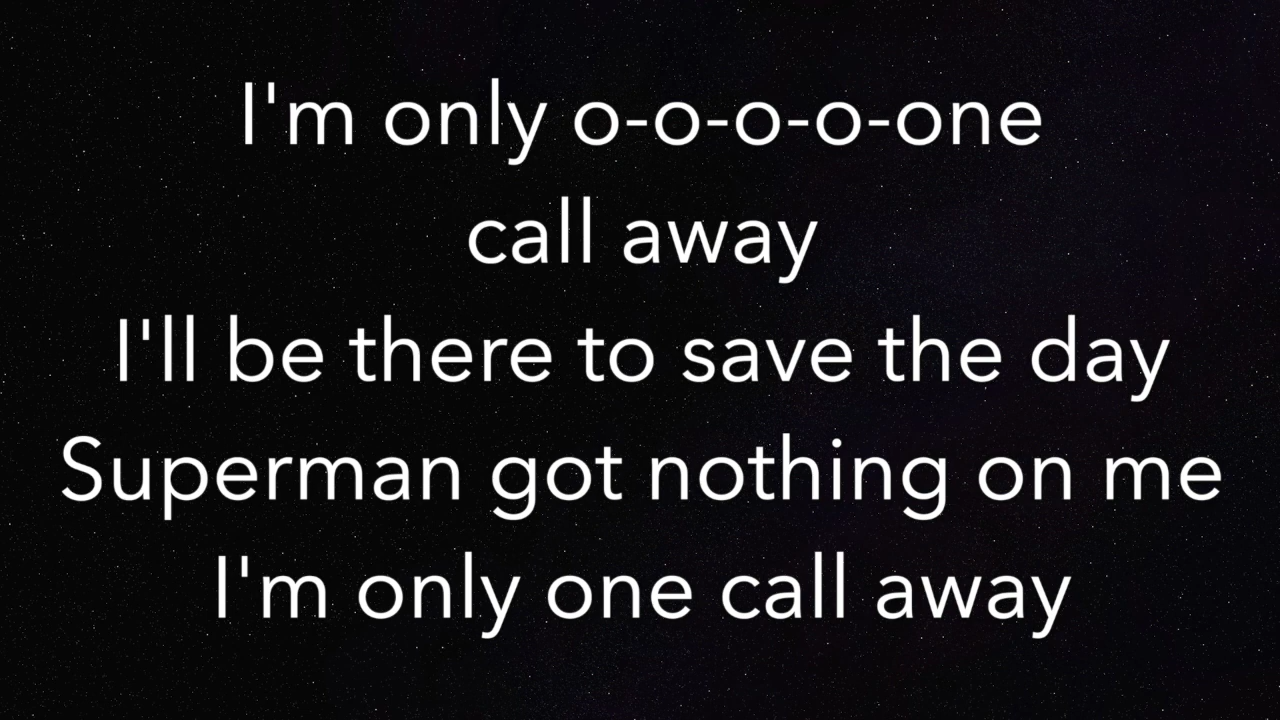 I'm only o-o-o-o-one
call away
I'll be there to save the day
Superman got nothing on me
I'm only one call away